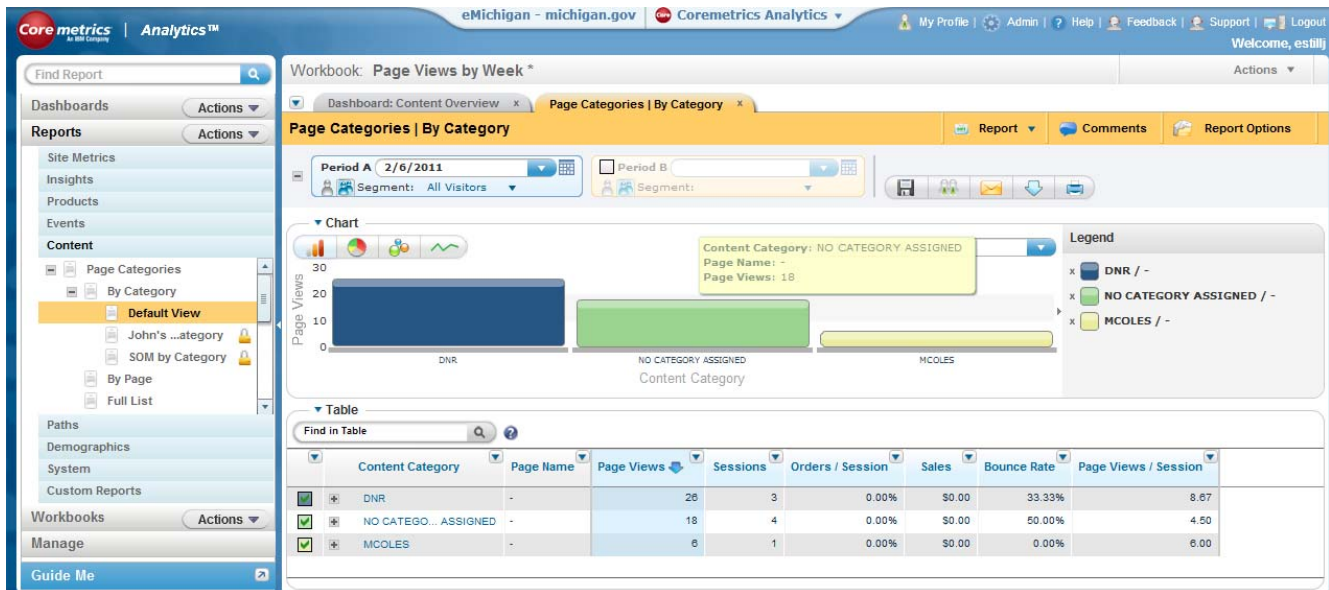 eMichigan - michigan.gov Coremetrics Analytics
Core metrics | Analytics™
An IBM Company
My Profile | Admin | Help | Feedback | Support | Logout
Welcome, estillj
Find Report
Workbook: Page Views by Week *
Actions
Dashboards Actions
Dashboard: Content Overview x
Page Categories | By Category x
Reports Actions
Page Categories | By Category
Report
Comments
Report Options
Site Metrics
Insights
Products
Events
Content
Page Categories
By Category
Default View
John's ...ategory
SOM by Category
By Page
Full List
Paths
Demographics
System
Custom Reports
Workbooks Actions
Manage
Guide Me
Period A 2/6/2011
Segment: All Visitors
Period B
Segment:
Chart
Content Category: NO CATEGORY ASSIGNED
Page Name: -
Page Views: 18
Page Views
30
20
10
0
DNR NO CATEGORY ASSIGNED MCOLES
Content Category
Legend
x DNR / -
x NO CATEGORY ASSIGNED / -
x MCOLES / -
Table
Find in Table
Content Category Page Name Page Views Sessions Orders / Session Sales Bounce Rate Page Views / Session
DNR - 26 3 0.00% $0.00 33.33% 8.67
NO CATEGO... ASSIGNED - 18 4 0.00% $0.00 50.00% 4.50
MCOLES - 6 1 0.00% $0.00 0.00% 6.00